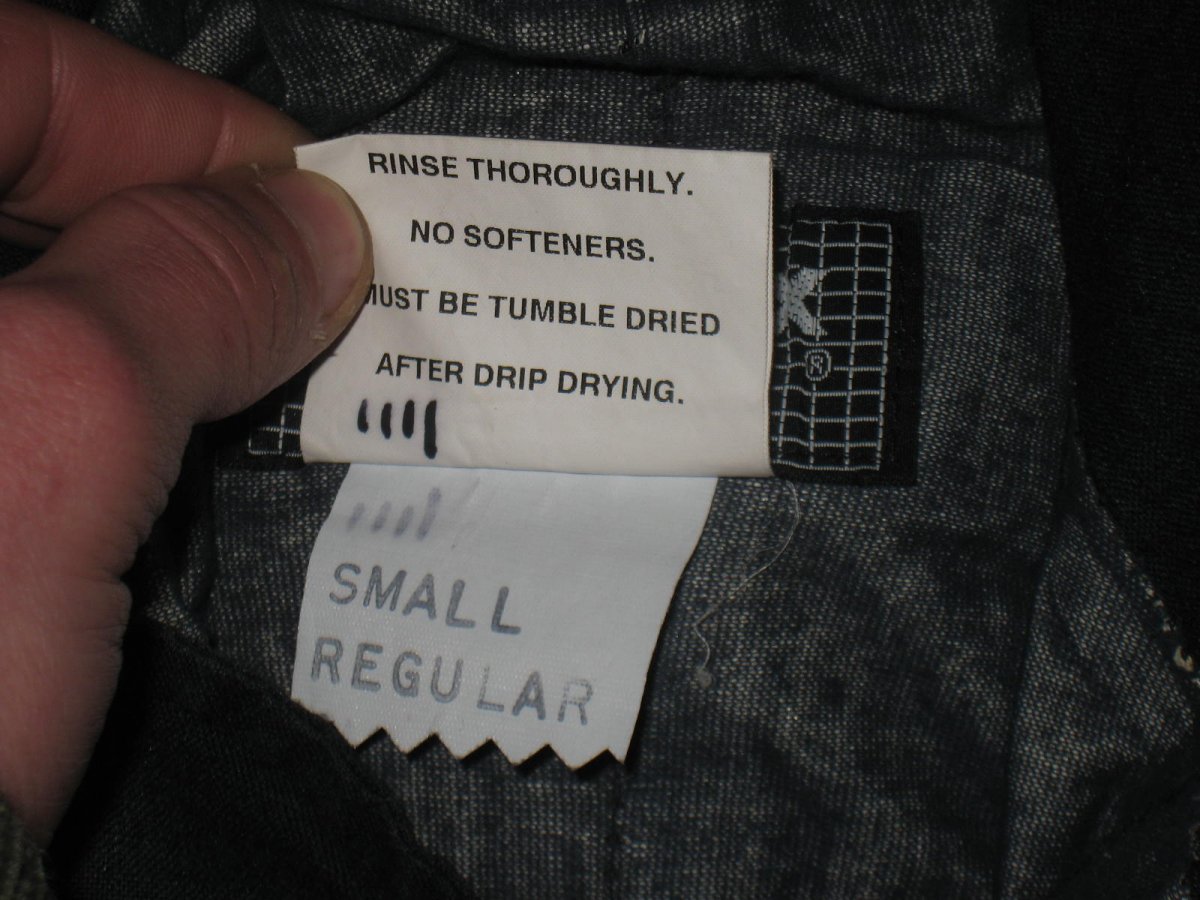 RINSE THOROUGHLY.
NO SOFTENERS.
MUST BE TUMBLE DRIED
AFTER DRIP DRYING.
SMALL
REGULAR